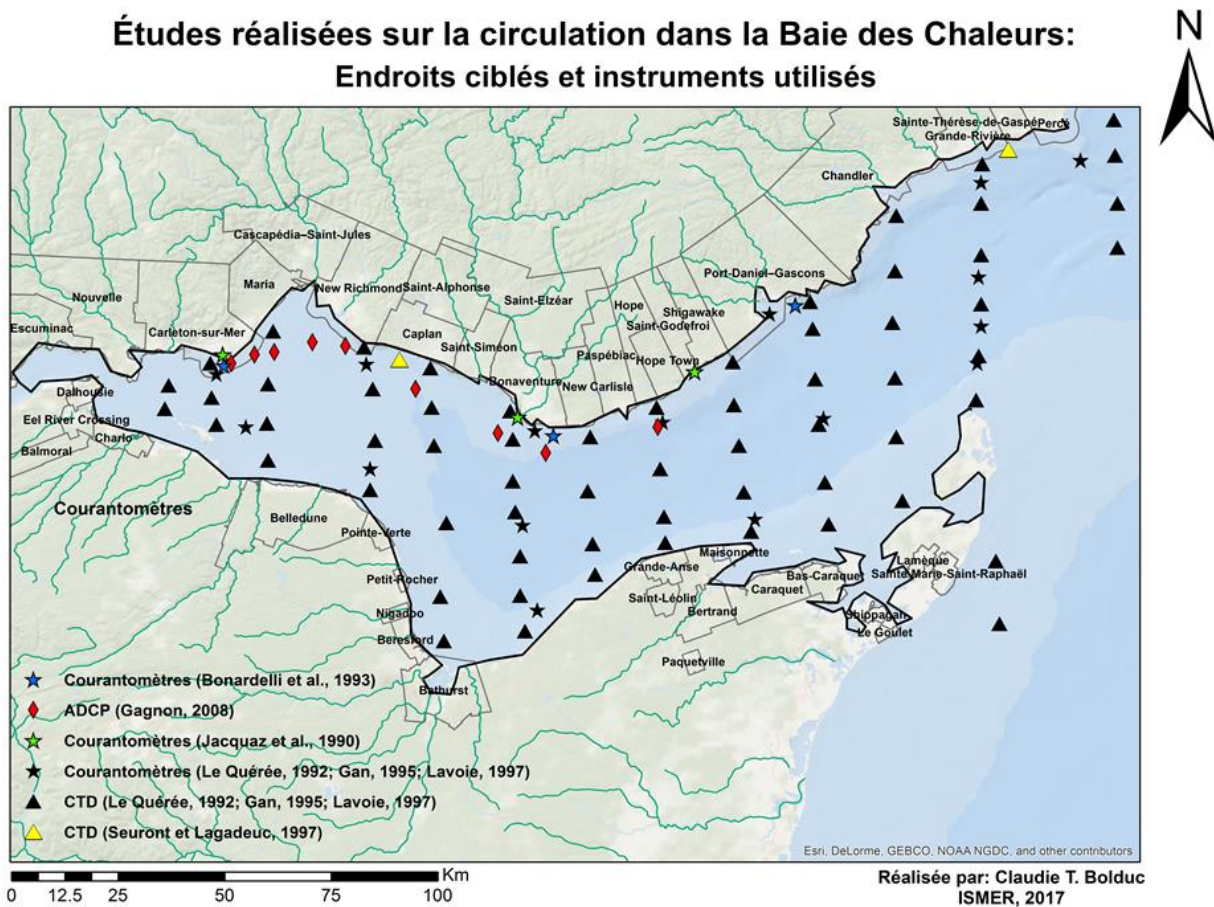 Études réalisées sur la circulation dans la Baie des Chaleurs:
Endroits ciblés et instruments utilisés
N
Sainte-Thérèse-de-Gaspé
Percé
Grande-Rivière
Chandler
Cascapédia–Saint-Jules
Port-Daniel–Gascons
Maria
New Richmond
Saint-Alphonse
Nouvelle
Saint-Elzéar
Hope
Shigawake
Escuminac
Carleton-sur-Mer
Caplan
Saint-Godefroi
Saint-Siméon
Paspébiac
Hope Town
Bonaventure
New Carlisle
Dalhousie
Eel River Crossing
Charlo
Balmoral
Courantomètres
Belledune
Pointe-Verte
Maisonnette
Grande-Anse
Lamèque
Bas-Caraquet
Sainte-Marie-Saint-Raphaël
Petit-Rocher
Caraquet
Saint-Léolin
Bertrand
Nigadoo
Shippagan
Le Goulet
Beresford
Paquetville
Bathurst
Courantomètres (Bonardelli et al., 1993)
ADCP (Gagnon, 2008)
Courantomètres (Jacquaz et al., 1990)
Courantomètres (Le Quérée, 1992; Gan, 1995; Lavoie, 1997)
CTD (Le Quérée, 1992; Gan, 1995; Lavoie, 1997)
CTD (Seuront et Lagadeuc, 1997)
Esri, DeLorme, GEBCO, NOAA NGDC, and other contributors
Km
0 12.5 25 50 75 100
Réalisée par: Claudie T. Bolduc
ISMER, 2017